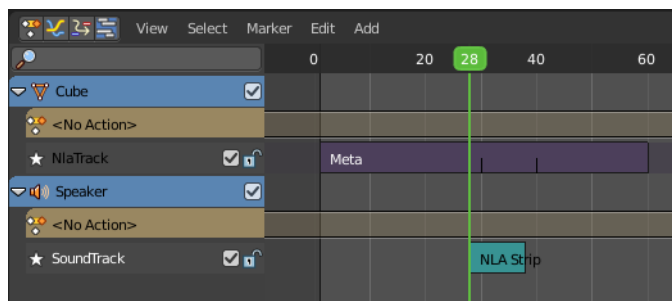 View Select Marker Edit Add
0 20 28 40 60
Cube
<No Action>
NlaTrack Meta
Speaker
<No Action>
SoundTrack NLA Strip